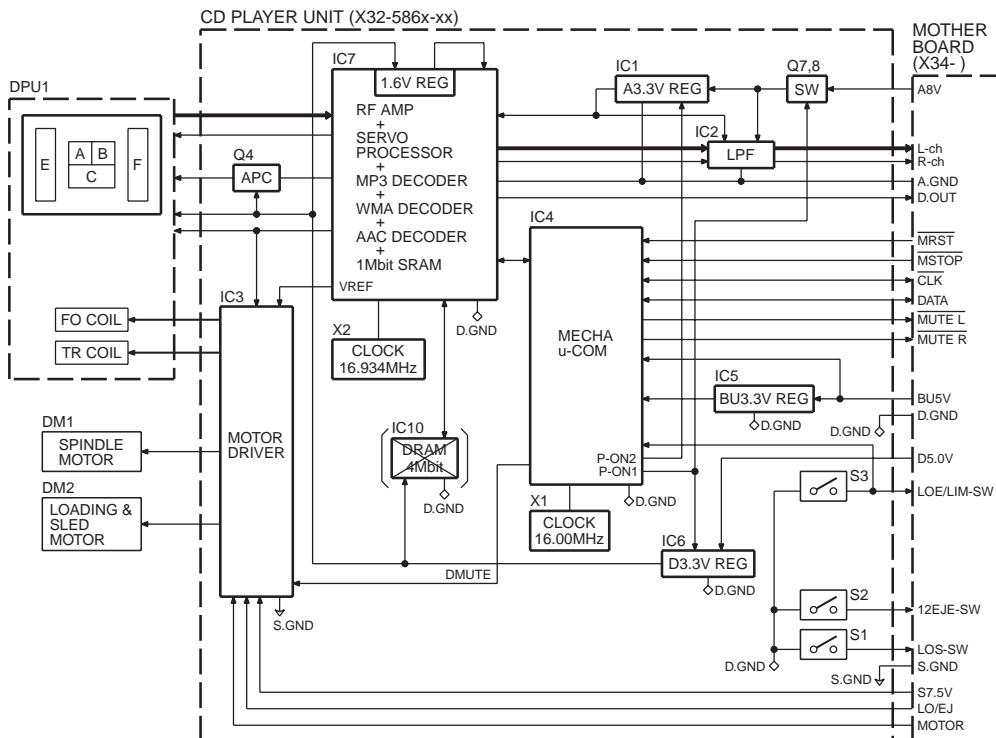 CD PLAYER UNIT (X32-586x-xx)
MOTHER
BOARD
(X34- )
DPU1
E
A
B
C
F
IC7
1.6V REG
RF AMP
+
SERVO
PROCESSOR
+
MP3 DECODER
+
WMA DECODER
+
AAC DECODER
+
1Mbit SRAM
VREF
D.GND
Q4
APC
IC1
A3.3V REG
Q7,8
SW
IC2
LPF
A8V
L-ch
R-ch
A.GND
D.OUT
MRST
MSTOP
CLK
DATA
MUTE L
MUTE R
BU5V
D.GND
D5.0V
LOE/LIM-SW
12EJE-SW
LOS-SW
S.GND
S7.5V
LO/EJ
MOTOR
IC4
MECHA
u-COM
P-ON2
P-ON1
D.GND
X1
CLOCK
16.00MHz
IC5
BU3.3V REG
D.GND
D.GND
IC6
D3.3V REG
D.GND
S3
S2
S1
D.GND
S.GND
IC3
MOTOR
DRIVER
S.GND
DMUTE
X2
CLOCK
16.934MHz
IC10
DRAM
4Mbit
D.GND
FO COIL
TR COIL
DM1
SPINDLE
MOTOR
DM2
LOADING &
SLED
MOTOR